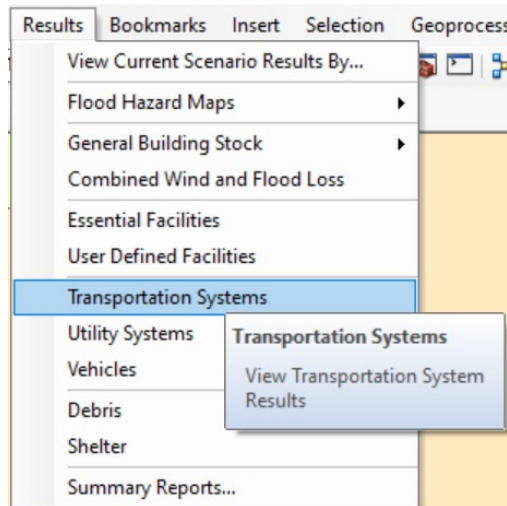 Results Bookmarks Insert Selection Geoprocess
View Current Scenario Results By...
Flood Hazard Maps
General Building Stock
Combined Wind and Flood Loss
Essential Facilities
User Defined Facilities
Transportation Systems
Utility Systems
Transportation Systems
Vehicles
View Transportation System
Results
Debris
Shelter
Summary Reports...